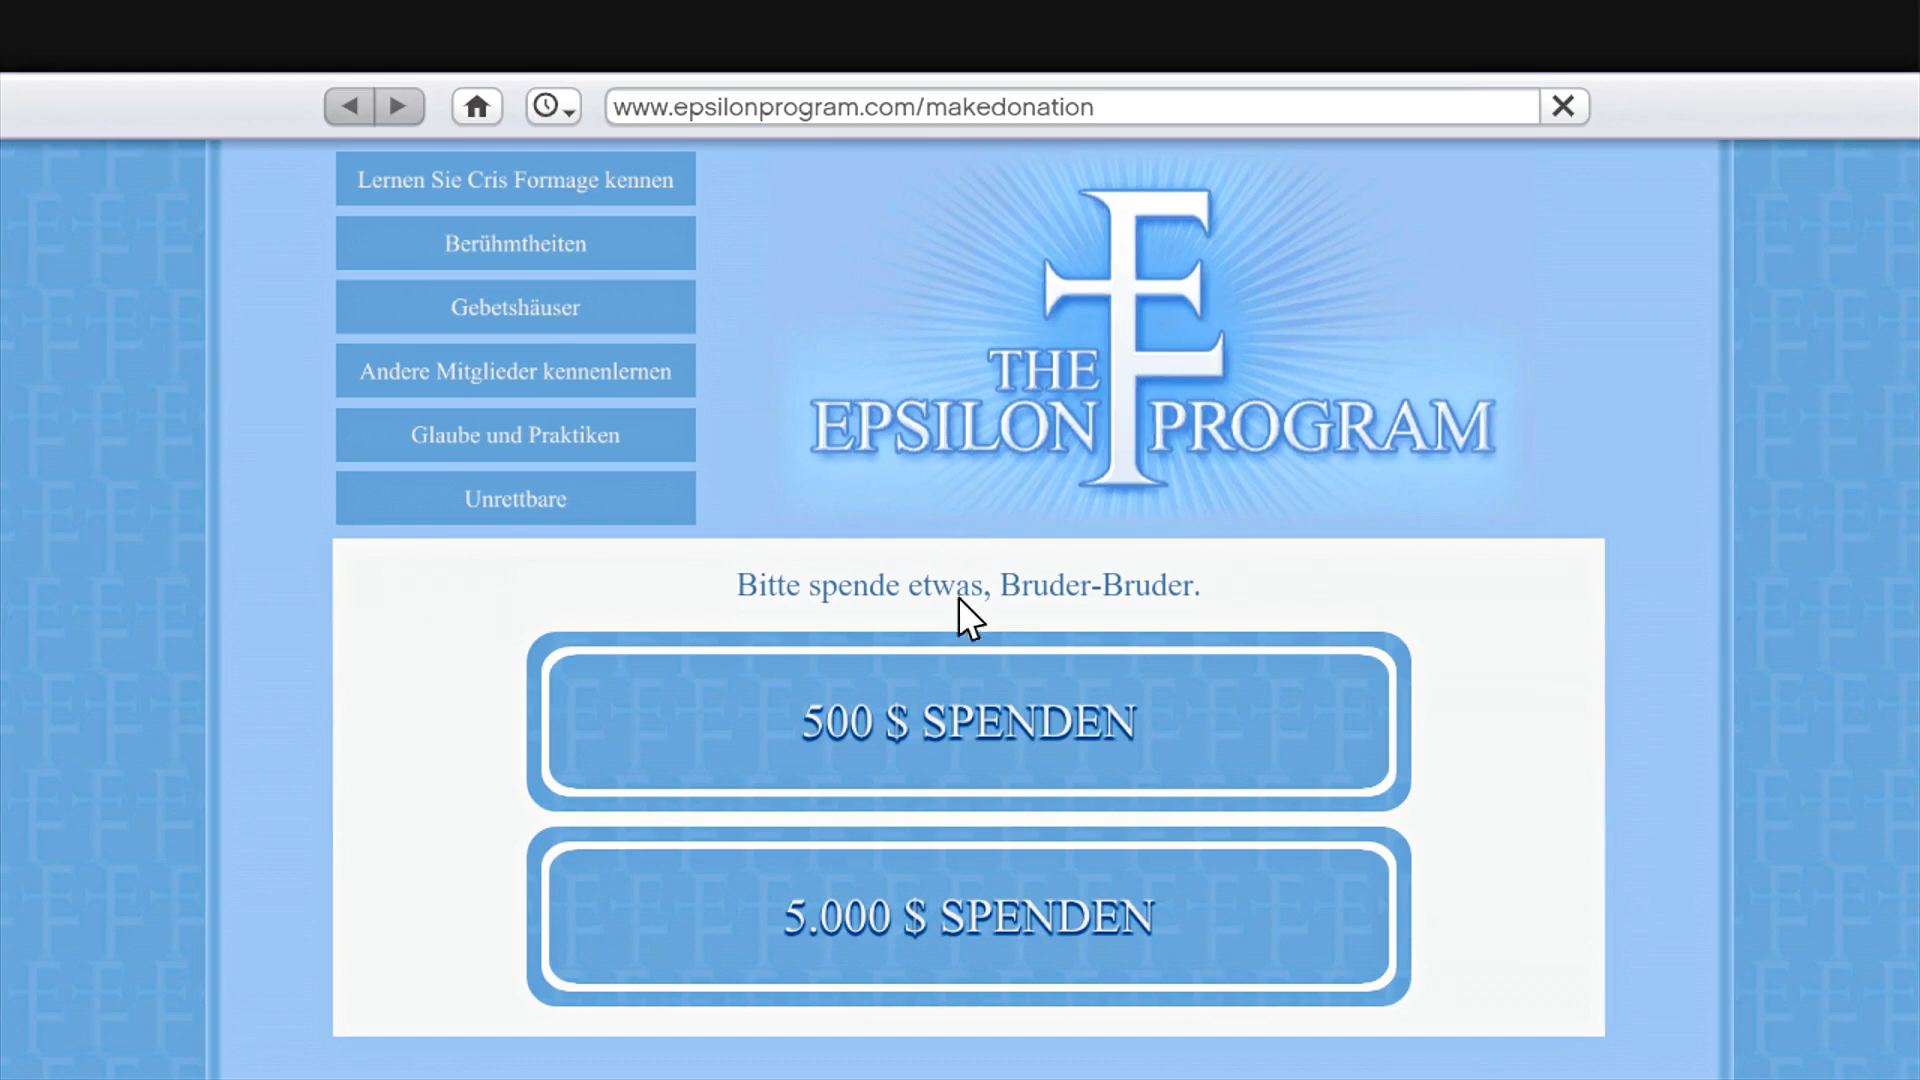 www.epsilonprogram.com/makedonation
Lernen Sie Cris Formage kennen
Berühmtheiten
Gebetshäuser
Andere Mitglieder kennenlernen
Glaube und Praktiken
Unrettbare
THE
EPSILON PROGRAM
Bitte spende etwas, Bruder-Bruder.
500 $ SPENDEN
5.000 $ SPENDEN